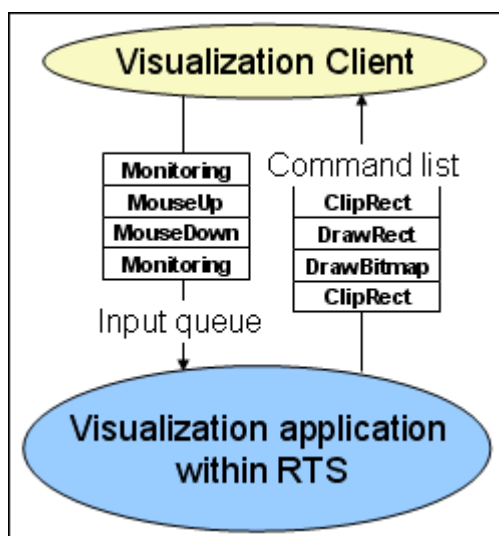 Visualization Client
Monitoring
MouseUp
MouseDown
Monitoring
Input queue
Command list
ClipRect
DrawRect
DrawBitmap
ClipRect
Visualization application
within RTS